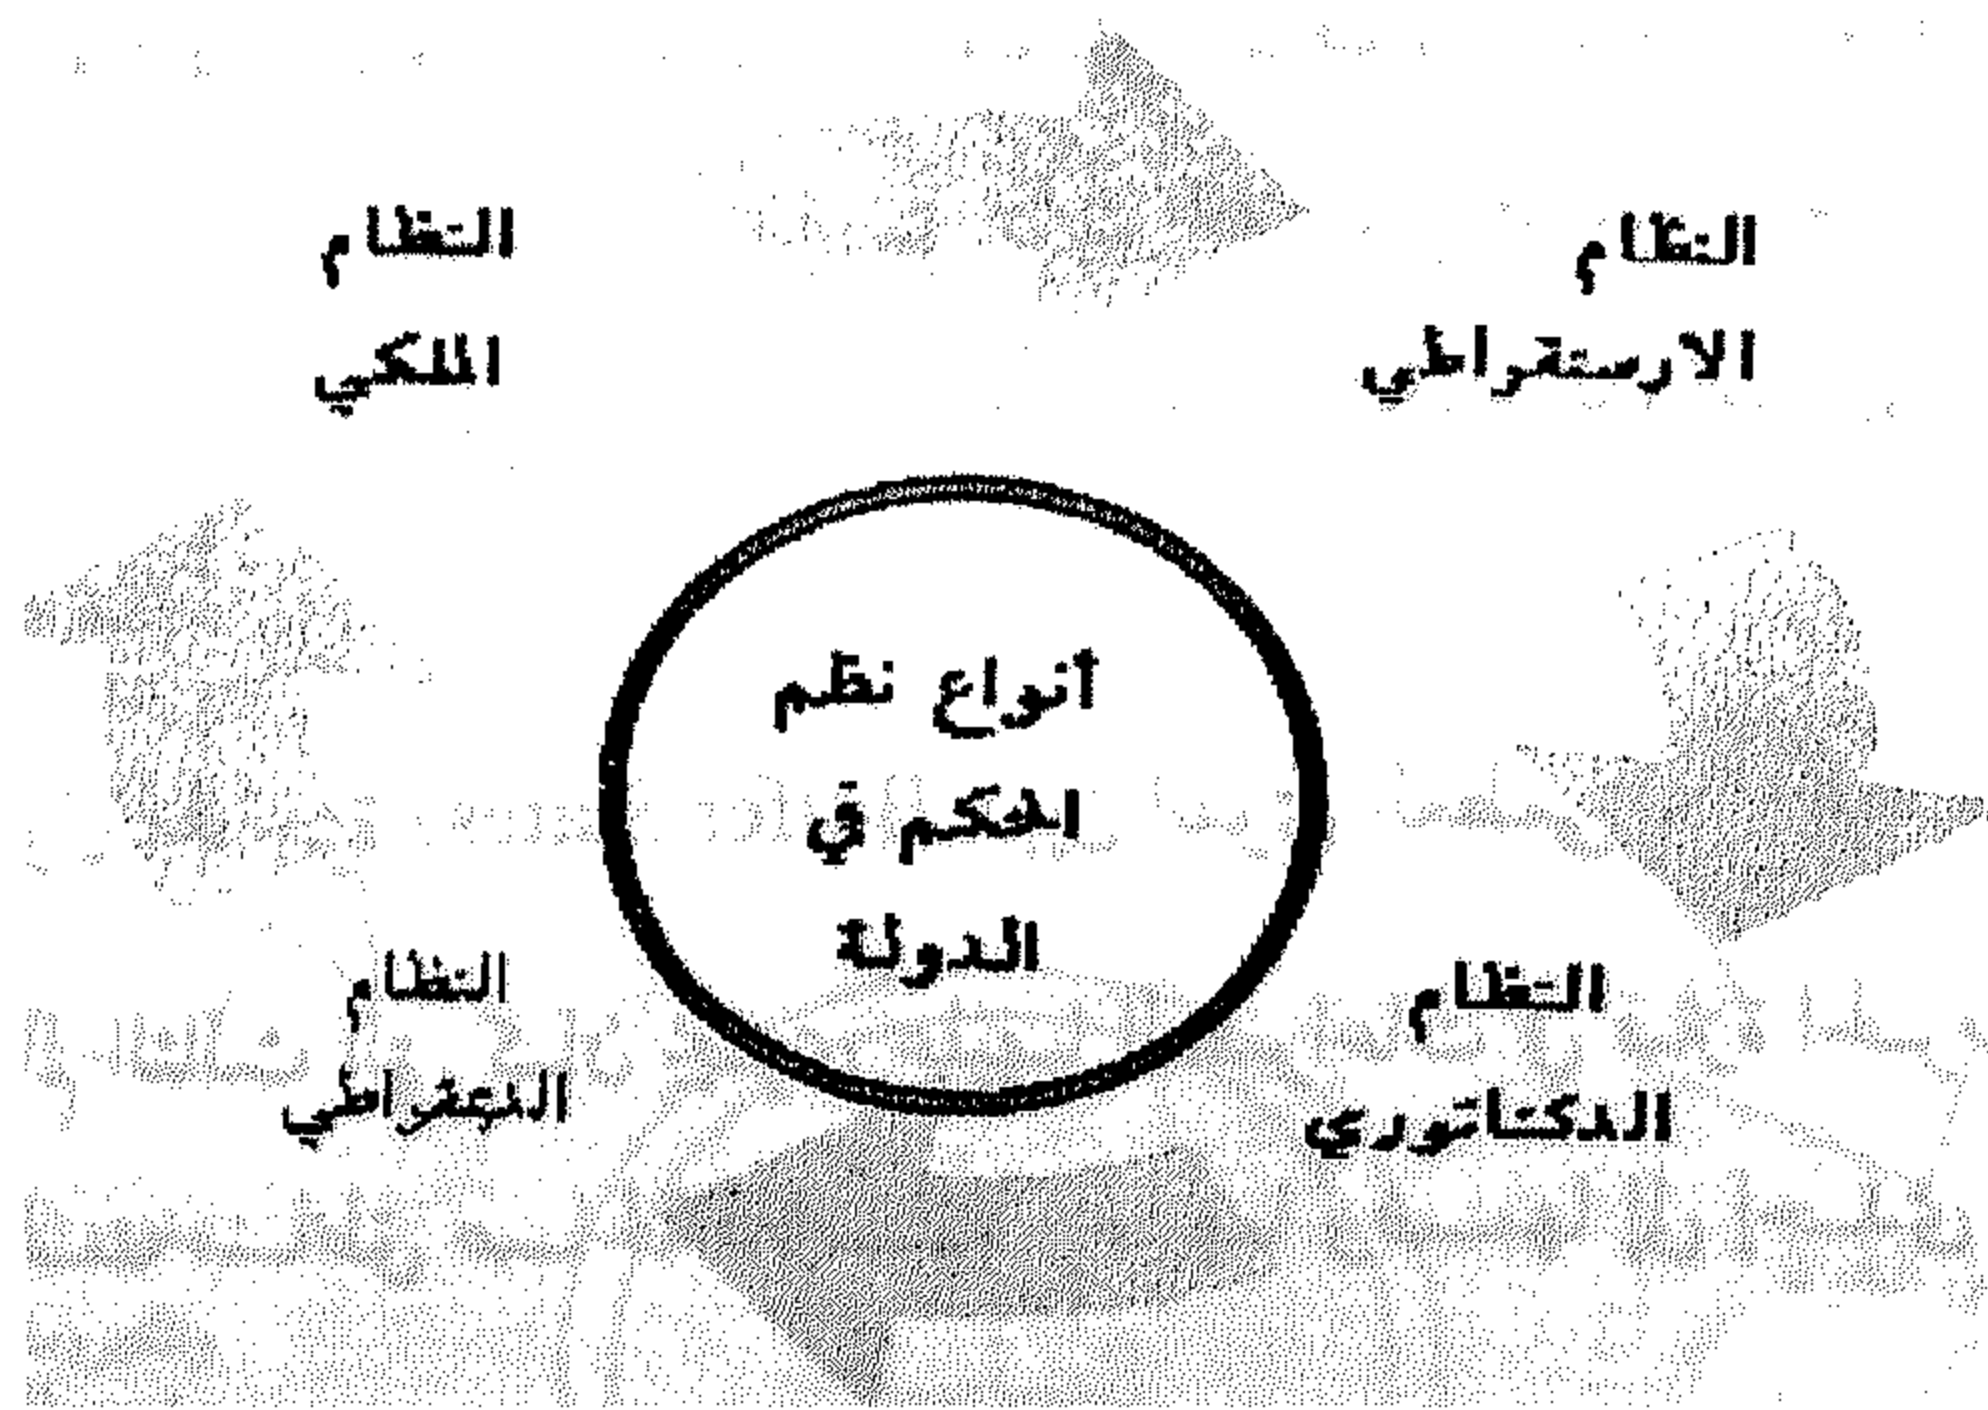 النظام
الارستقراطي
النظام
الملكي
أنواع نظم
الحكم في
الدولة
النظام
الدكتاتوري
النظام
الديمقراطي